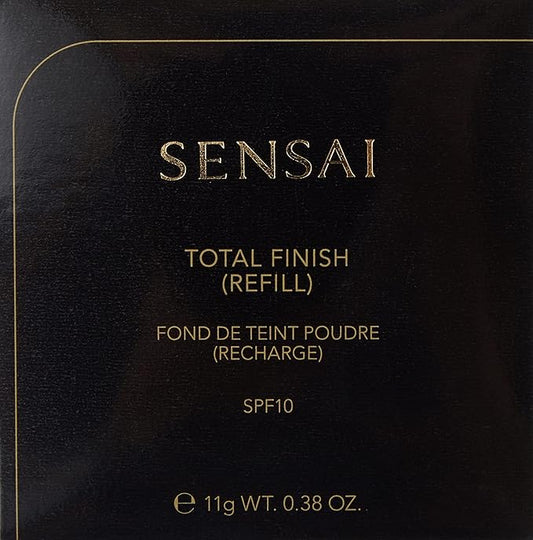 SENSAI
TOTAL FINISH
(REFILL)
FOND DE TEINT POUDRE
(RECHARGE)
SPF10
℮ 11g WT. 0.38 OZ.